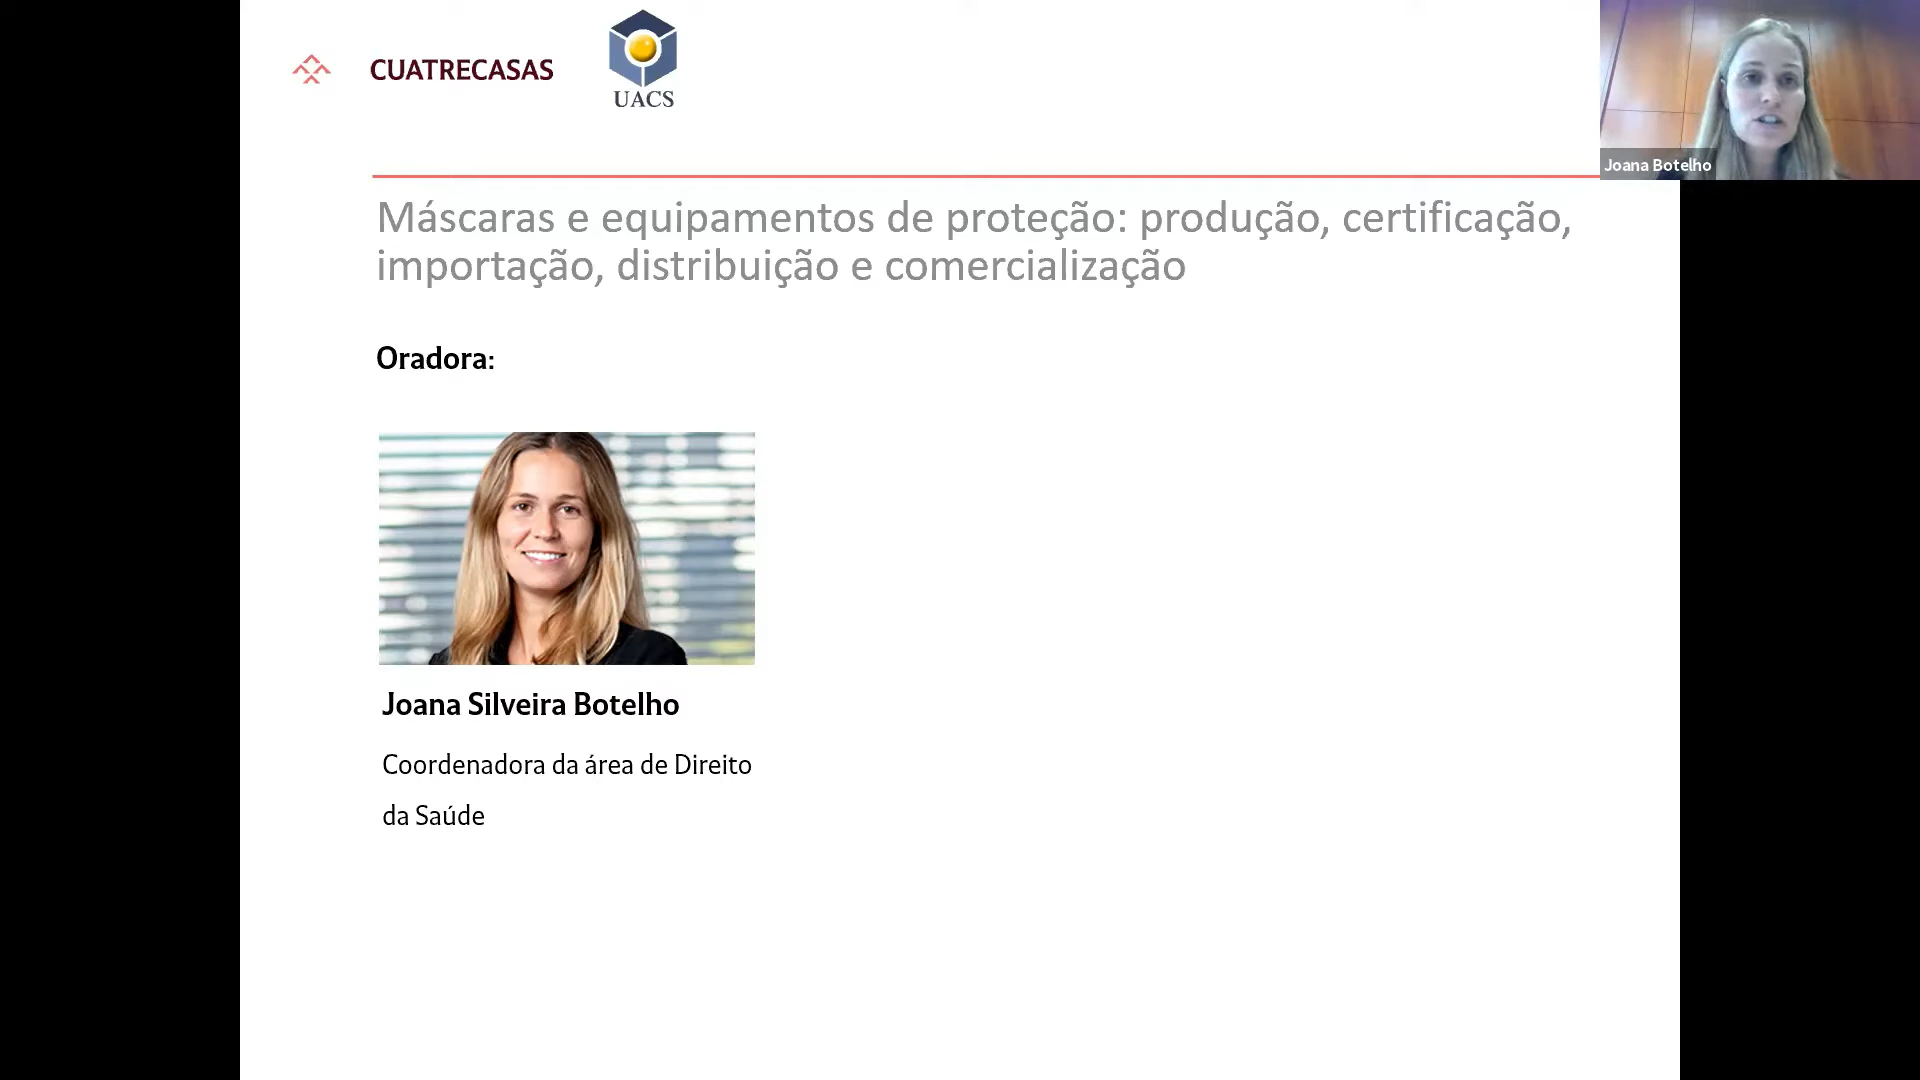 CUATRECASAS
UACS
Joana Botelho
Máscaras e equipamentos de proteção: produção, certificação,
importação, distribuição e comercialização
Oradora:
Joana Silveira Botelho
Coordenadora da área de Direito
da Saúde